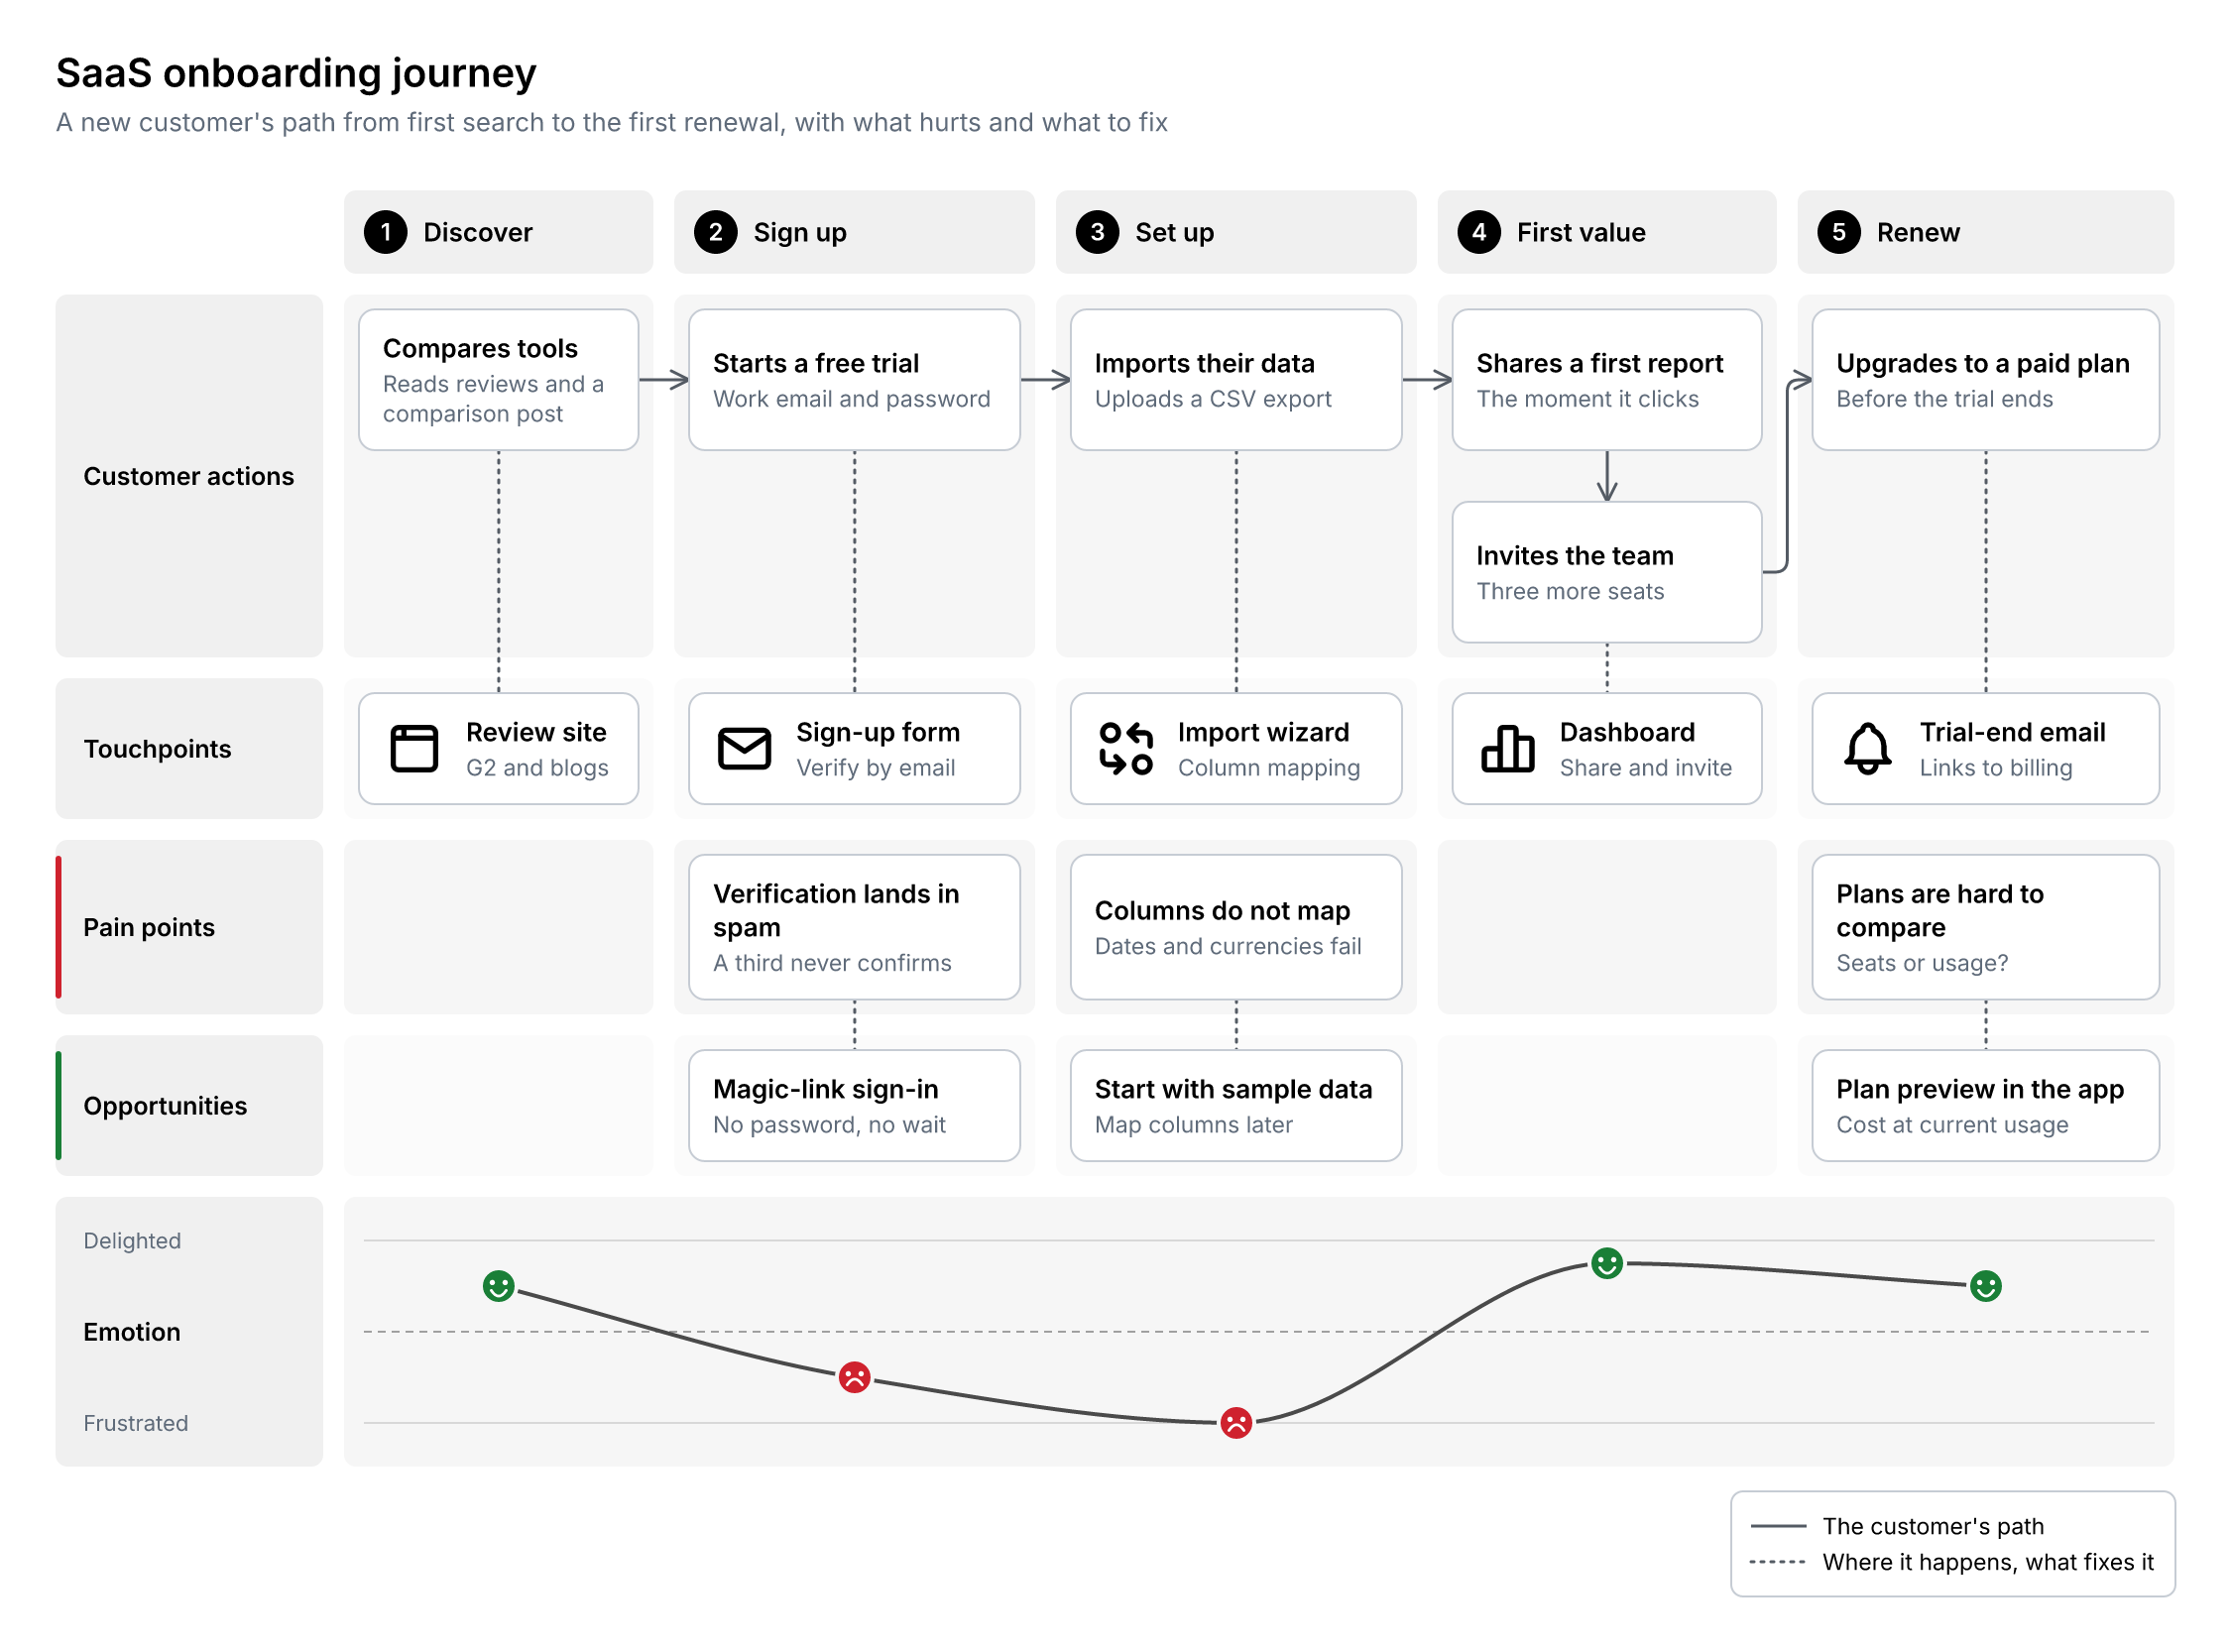 SaaS onboarding journey
A new customer's path from first search to the first renewal, with what hurts and what to fix
1 Discover
2 Sign up
3 Set up
4 First value
5 Renew
Customer actions
Compares tools
Reads reviews and a
comparison post
Starts a free trial
Work email and password
Imports their data
Uploads a CSV export
Shares a first report
The moment it clicks
Invites the team
Three more seats
Upgrades to a paid plan
Before the trial ends
Touchpoints
Review site
G2 and blogs
Sign-up form
Verify by email
Import wizard
Column mapping
Dashboard
Share and invite
Trial-end email
Links to billing
Pain points
Verification lands in
spam
A third never confirms
Columns do not map
Dates and currencies fail
Plans are hard to
compare
Seats or usage?
Opportunities
Magic-link sign-in
No password, no wait
Start with sample data
Map columns later
Plan preview in the app
Cost at current usage
Delighted
Emotion
Frustrated
The customer's path
Where it happens, what fixes it